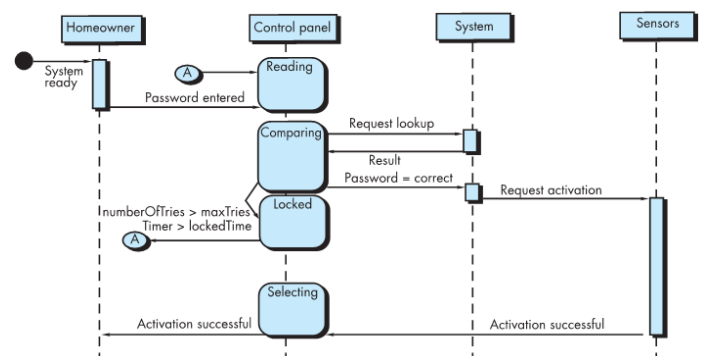 Homeowner
Control panel
System
Sensors
System
ready
A
Reading
Password entered
Comparing
Request lookup
Result
Password = correct
Request activation
Locked
numberOfTries > maxTries
Timer > lockedTime
A
Selecting
Activation successful
Activation successful